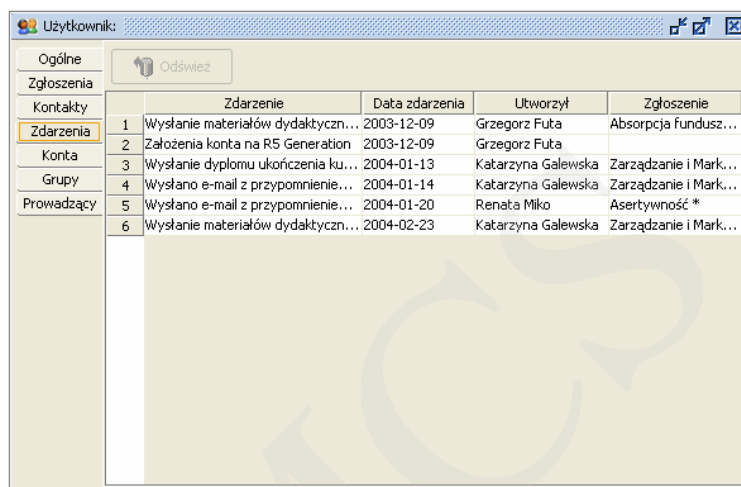 Użytkownik:
Ogólne
Zgłoszenia
Kontakty
Zdarzenia
Konta
Grupy
Prowadzący
Odśwież
Zdarzenie Data zdarzenia Utworzył Zgłoszenie
1 Wysłanie materiałów dydaktyczn... 2003-12-09 Grzegorz Futa Absorpcja fundusz...
2 Założenia konta na R5 Generation 2003-12-09 Grzegorz Futa
3 Wysłanie dyplomu ukończenia ku... 2004-01-13 Katarzyna Galewska Zarządzanie i Mark...
4 Wysłano e-mail z przypomnienie... 2004-01-14 Katarzyna Galewska Zarządzanie i Mark...
5 Wysłano e-mail z przypomnienie... 2004-01-20 Renata Miko Asertywność *
6 Wysłanie materiałów dydaktyczn... 2004-02-23 Katarzyna Galewska Zarządzanie i Mark...